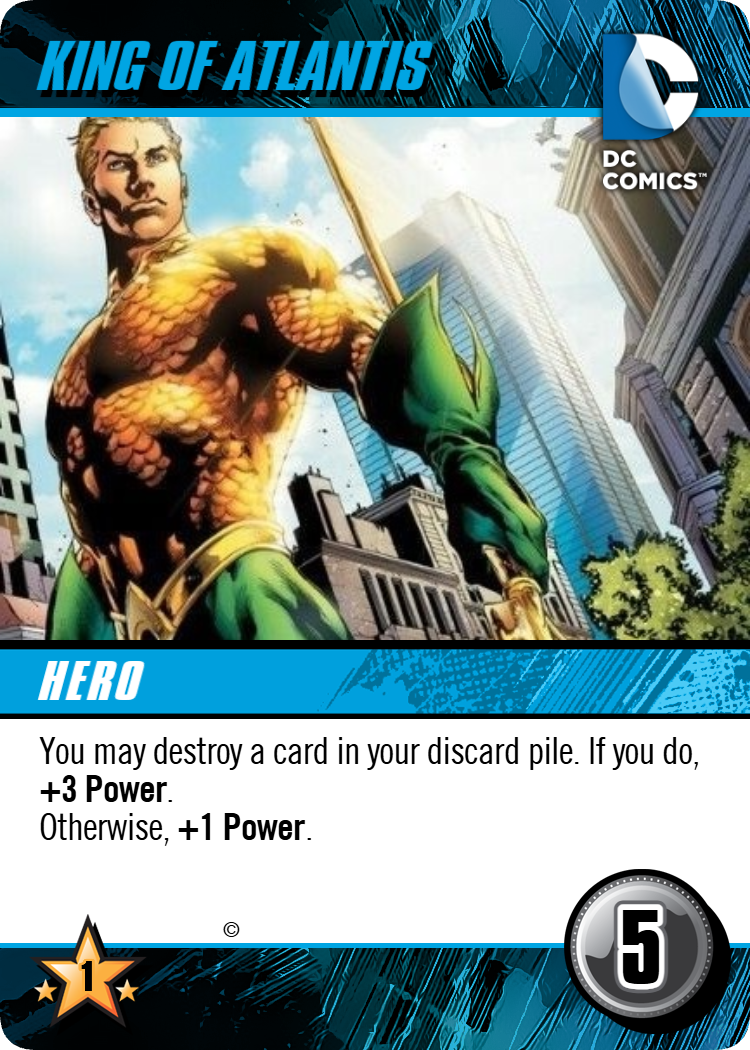 KING OF ATLANTIS
DC
COMICS™
HERO
You may destroy a card in your discard pile. If you do,
+3 Power.
Otherwise, +1 Power.
©
1
5